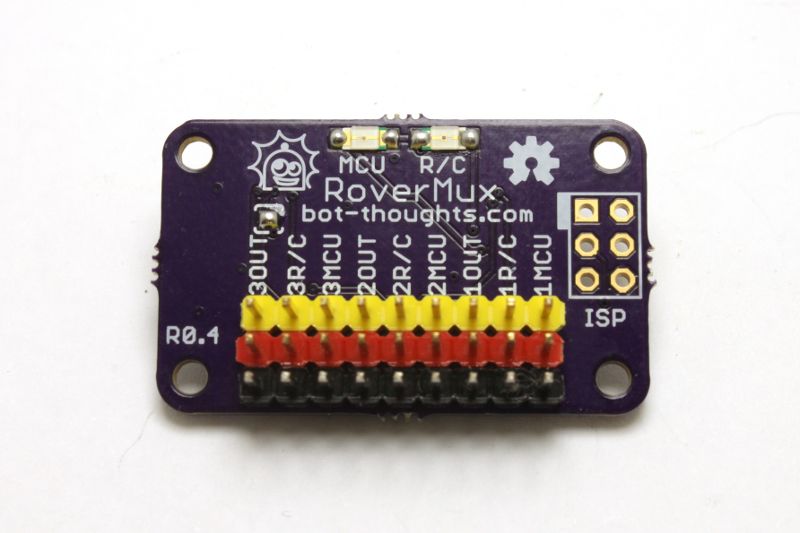 MCU R/C
RoverMux
bot-thoughts.com
3OUT
3R/C
3MCU
2OUT
2R/C
2MCU
1OUT
1R/C
1MCU
ISP
R0.4